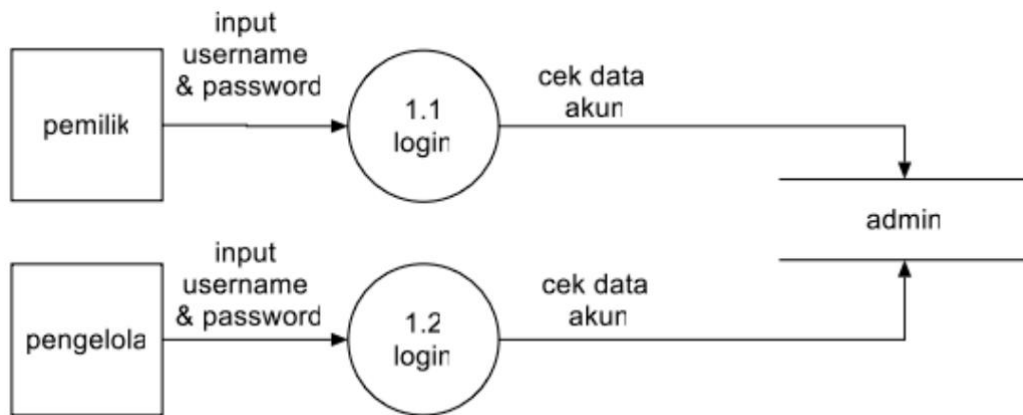 pemilik
input
username
& password
1.1
login
cek data
akun
admin
pengelola
input
username
& password
1.2
login
cek data
akun